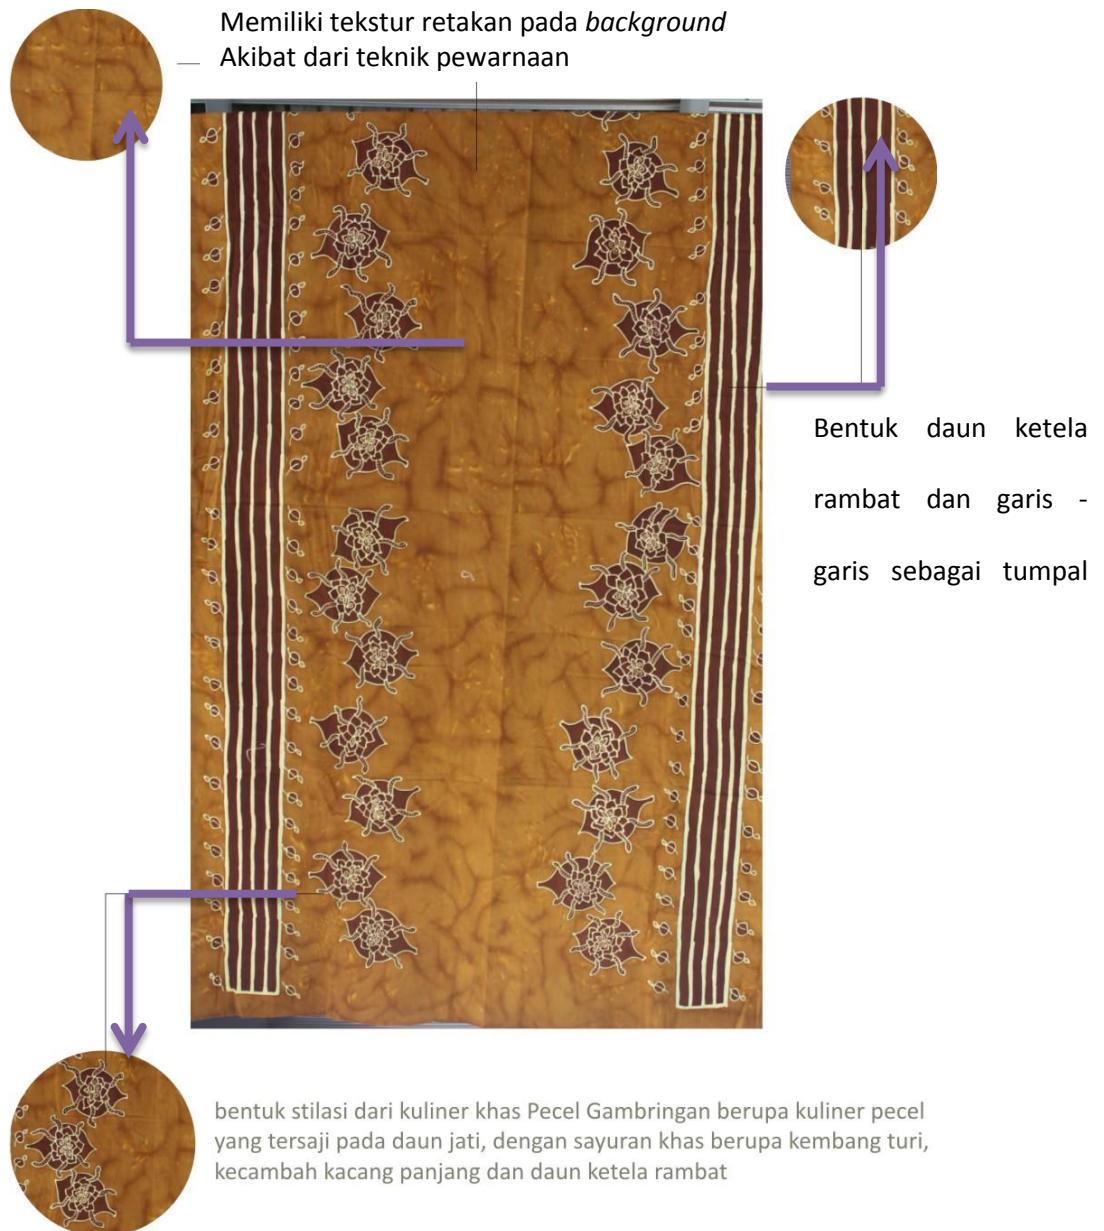 Memiliki tekstur retakan pada background
Akibat dari teknik pewarnaan
Bentuk daun ketela
rambat dan garis -
garis sebagai tumpal
bentuk stilasi dari kuliner khas Pecel Gambringan berupa kuliner pecel
yang tersaji pada daun jati, dengan sayuran khas berupa kembang turi,
kecambah kacang panjang dan daun ketela rambat